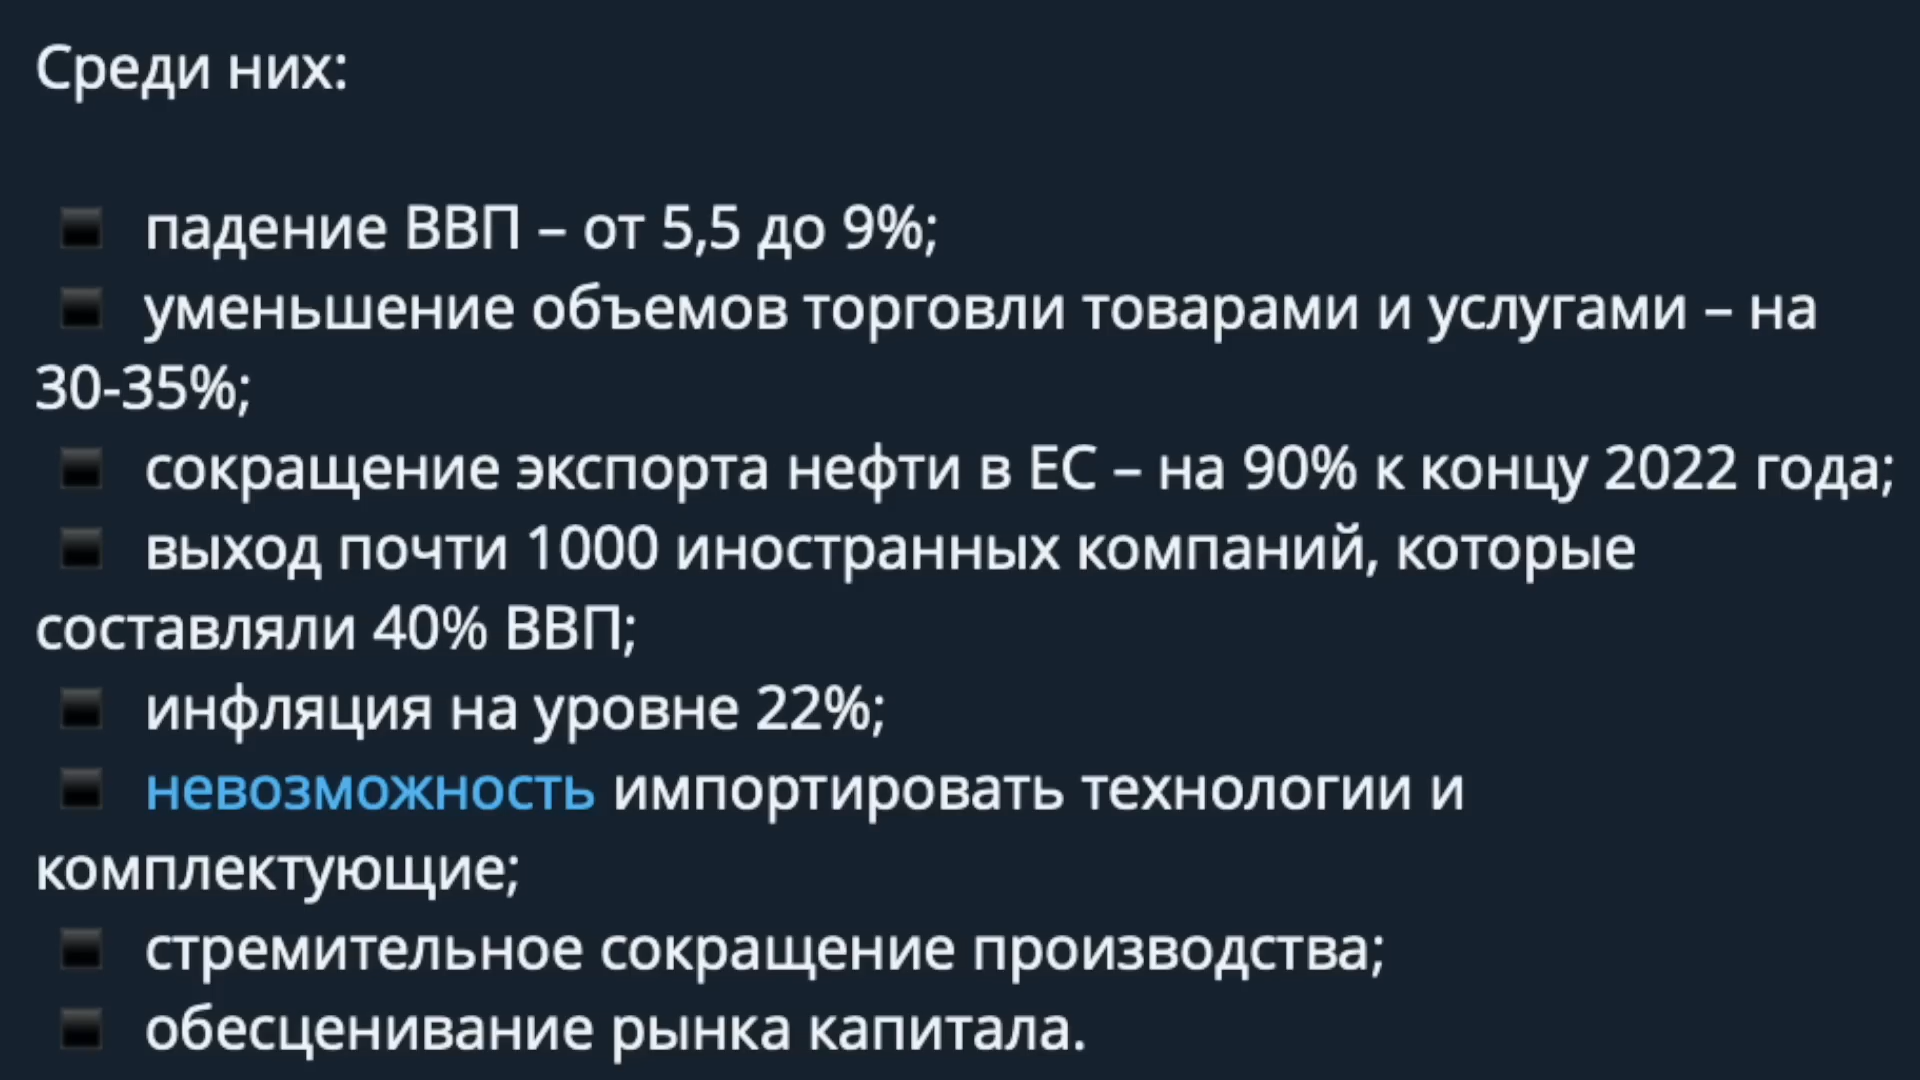 Среди них:
◾ падение ВВП – от 5,5 до 9%;
◾ уменьшение объемов торговли товарами и услугами – на
30-35%;
◾ сокращение экспорта нефти в ЕС – на 90% к концу 2022 года;
◾ выход почти 1000 иностранных компаний, которые
составляли 40% ВВП;
◾ инфляция на уровне 22%;
◾ невозможность импортировать технологии и
комплектующие;
◾ стремительное сокращение производства;
◾ обесценивание рынка капитала.